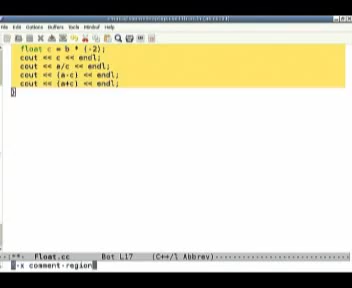 File Edit Options Buffers Tools Minibuf Help
float c = b * (-2);
cout << c << endl;
cout << a/c << endl;
cout << (a-c) << endl;
cout << (a+c) << endl;
}
--:**- Float.cc Bot L17 (C++/l Abbrev)
M-x comment-region